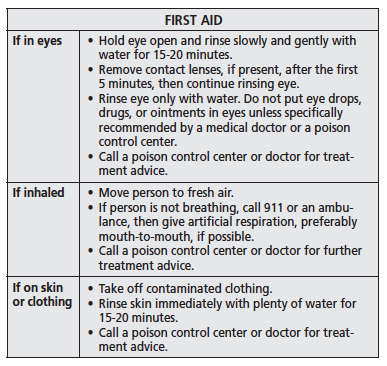 FIRST AID
If in eyes
• Hold eye open and rinse slowly and gently with
water for 15-20 minutes.
• Remove contact lenses, if present, after the first
5 minutes, then continue rinsing eye.
• Rinse eye only with water. Do not put eye drops,
drugs, or ointments in eyes unless specifically
recommended by a medical doctor or a poison
control center.
• Call a poison control center or doctor for treat-
ment advice.
If inhaled
• Move person to fresh air.
• If person is not breathing, call 911 or an ambu-
lance, then give artificial respiration, preferably
mouth-to-mouth, if possible.
• Call a poison control center or doctor for further
treatment advice.
If on skin
or clothing
• Take off contaminated clothing.
• Rinse skin immediately with plenty of water for
15-20 minutes.
• Call a poison control center or doctor for treat-
ment advice.